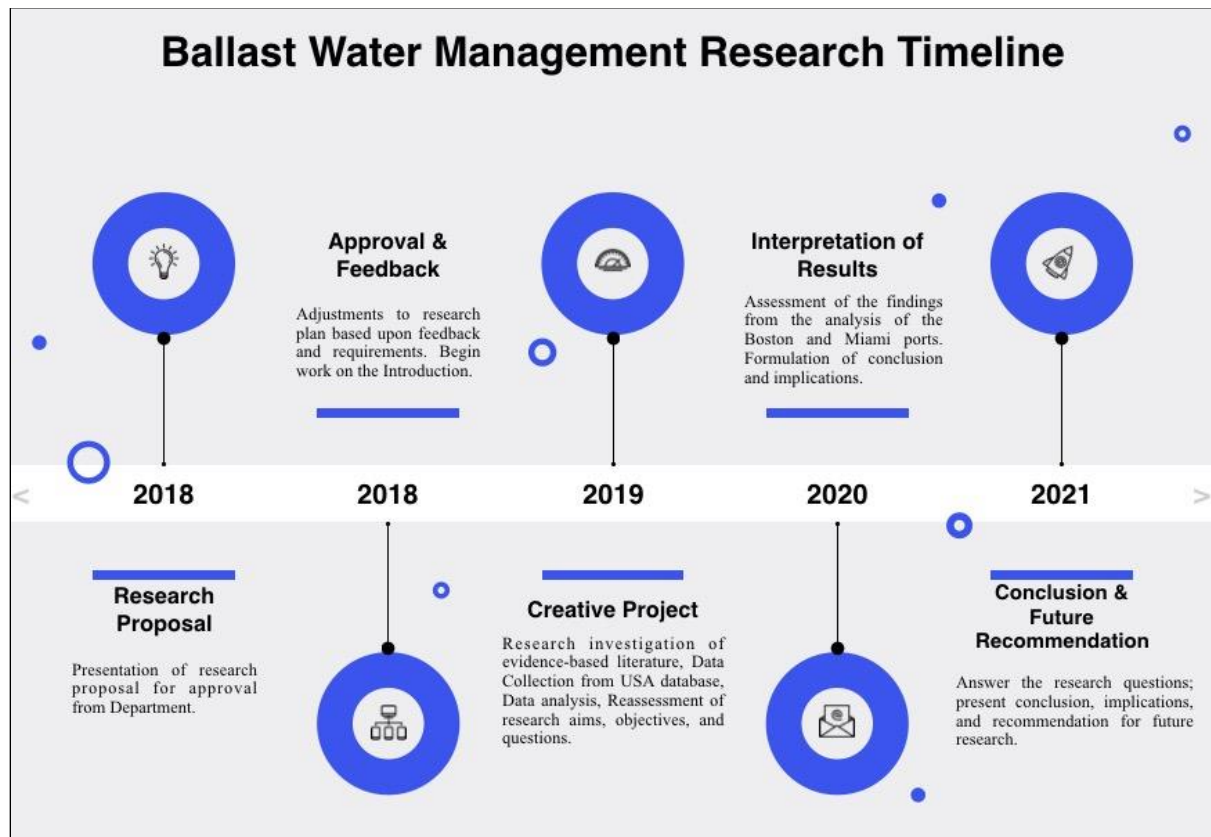 Ballast Water Management Research Timeline
Approval &
Feedback
Adjustments to research
plan based upon feedback
and requirements. Begin
work on the Introduction.
Interpretation of
Results
Assessment of the findings
from the analysis of the
Boston and Miami ports.
Formulation of conclusion
and implications.
< 2018 2018 2019 2020 2021 >
Research
Proposal
Presentation of research
proposal for approval
from Department.
Creative Project
Research investigation of
evidence-based literature, Data
Collection from USA database,
Data analysis, Reassessment of
research aims, objectives, and
questions.
Conclusion &
Future
Recommendation
Answer the research questions;
present conclusion, implications,
and recommendation for future
research.